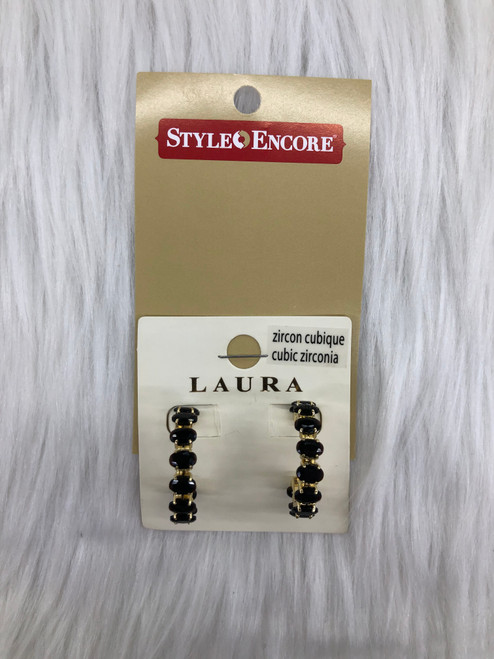 STYLE ENCORE
zircon cubique
cubic zirconia
LAURA